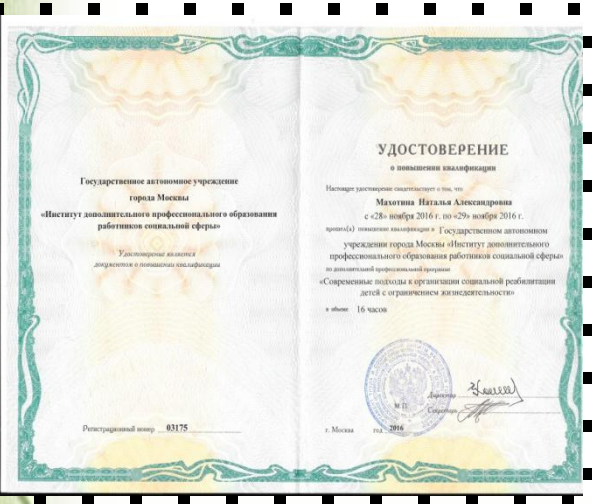 Государственное автономное учреждение
города Москвы
«Институт дополнительного профессионального образования
работников социальной сферы»
Удостоверение является
документом о повышении квалификации
Регистрационный номер 03175
УДОСТОВЕРЕНИЕ
о повышении квалификации
Настоящее удостоверение свидетельствует о том, что
Махотина Наталья Александровна
с «28» ноября 2016 г. по «29» ноября 2016 г.
прошел(а) повышение квалификации в Государственном автономном
учреждении города Москвы «Институт дополнительного
профессионального образования работников социальной сферы»
по дополнительной профессиональной программе
«Современные подходы к организации социальной реабилитации
детей с ограничением жизнедеятельности»
в объеме 16 часов
Директор
М.П.
Секретарь
г. Москва год 2016